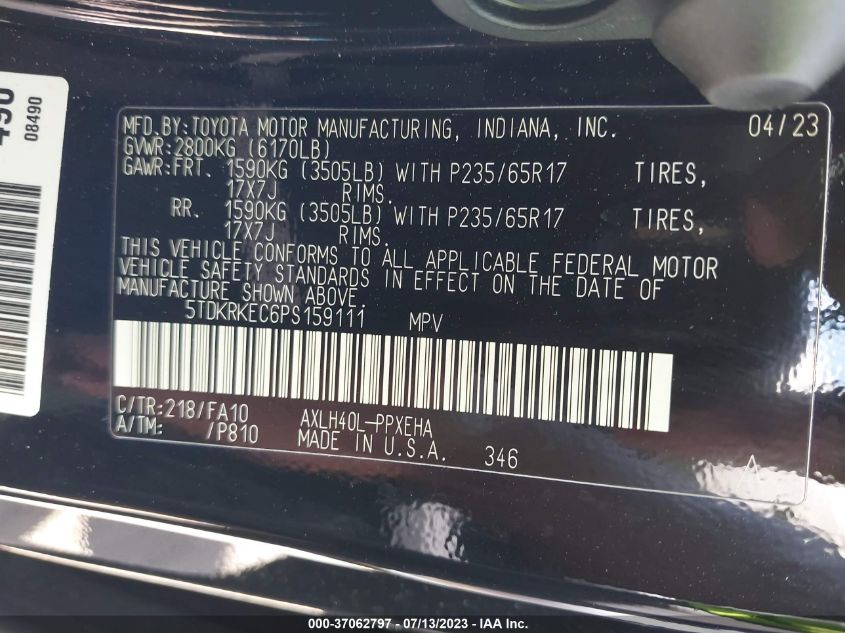 490
08490
MFD.BY:TOYOTA MOTOR MANUFACTURING, INDIANA, INC. 04/23
GVWR:2800KG (6170LB)
GAWR:FRT. 1590KG (3505LB) WITH P235/65R17 TIRES,
17X7J RIMS.
RR. 1590KG (3505LB) WITH P235/65R17 TIRES,
17X7J RIMS.
THIS VEHICLE CONFORMS TO ALL APPLICABLE FEDERAL MOTOR
VEHICLE SAFETY STANDARDS IN EFFECT ON THE DATE OF
MANUFACTURE SHOWN ABOVE.
5TDKRKEC6PS159111 MPV
C/TR:218/FA10 AXLH40L-PPXEHA
A/TM: /P810 MADE IN U.S.A. 346 A
000-37062797 - 07/13/2023 - IAA Inc.